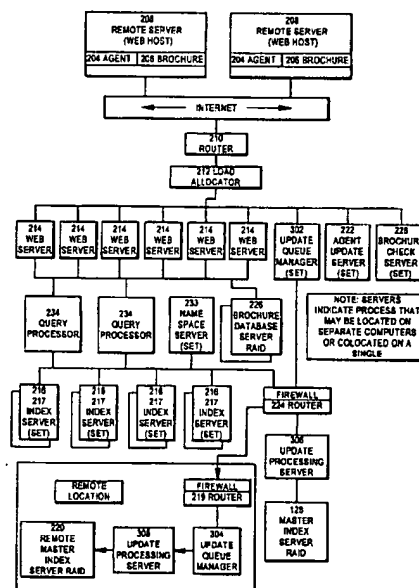 208
REMOTE SERVER
(WEB HOST)
204 AGENT 206 BROCHURE
208
REMOTE SERVER
(WEB HOST)
204 AGENT 206 BROCHURE
INTERNET
210
ROUTER
212 LOAD
ALLOCATOR
214
WEB
SERVER
214
WEB
SERVER
214
WEB
SERVER
214
WEB
SERVER
214
WEB
SERVER
214
WEB
SERVER
302
UPDATE
QUEUE
MANAGER
(SET)
222
AGENT
UPDATE
SERVER
(SET)
228
BROCHURE
CHECK
SERVER
(SET)
234
QUERY
PROCESSOR
234
QUERY
PROCESSOR
233
NAME
SPACE
SERVER
(SET)
226
BROCHURE
DATABASE
SERVER
RAID
NOTE: SERVERS
INDICATE PROCESS THAT
MAY BE LOCATED ON
SEPARATE COMPUTERS
OR COLOCATED ON A
SINGLE
216
217
INDEX
SERVER
(SET)
216
217
INDEX
SERVER
(SET)
216
217
INDEX
SERVER
(SET)
216
217
INDEX
SERVER
(SET)
FIREWALL
224 ROUTER
306
UPDATE
PROCESSING
SERVER
REMOTE
LOCATION
FIREWALL
219 ROUTER
220
REMOTE
MASTER
INDEX
SERVER RAID
UPDATE
PROCESSING
SERVER
304
UPDATE
QUEUE
MANAGER
MASTER
INDEX
SERVER
RAID